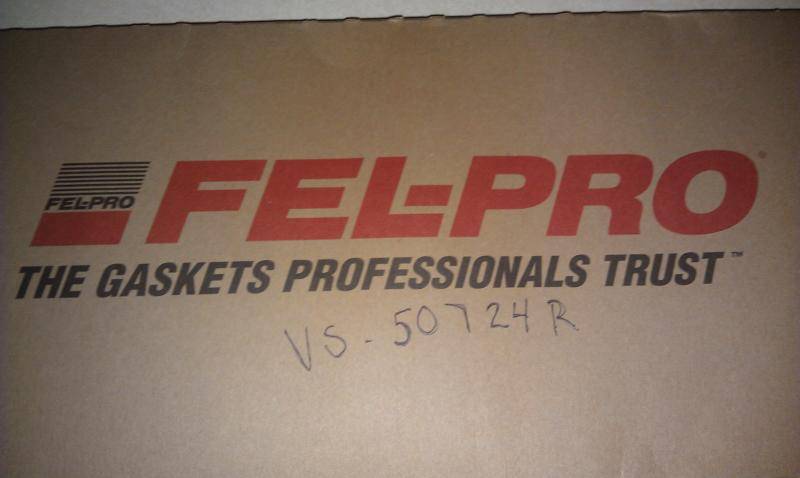 FEL-PRO FEL-PRO®
THE GASKETS PROFESSIONALS TRUST™
VS-50724R